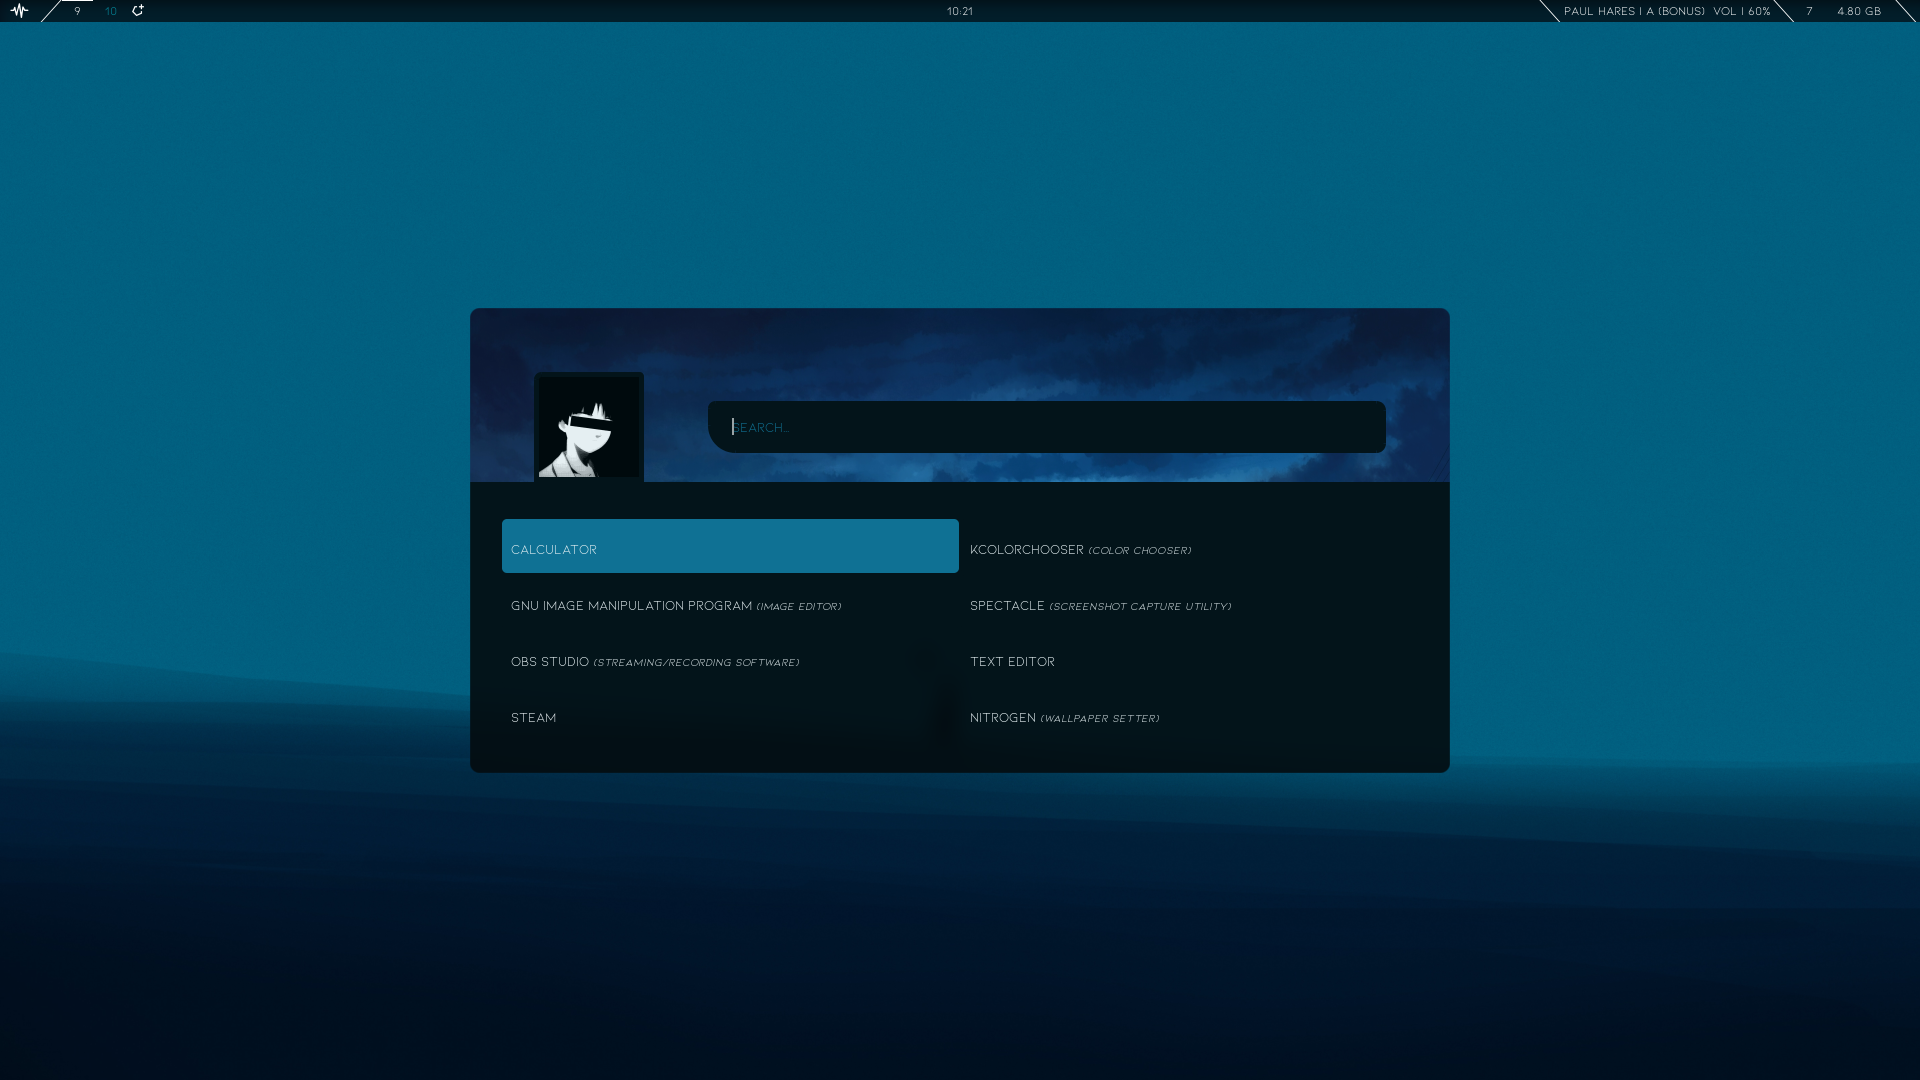 9 10
10:21
PAUL HARES | A (BONUS) VOL | 60% 7 4.80 GB
SEARCH...
CALCULATOR
KCOLORCHOOSER (COLOR CHOOSER)
GNU IMAGE MANIPULATION PROGRAM (IMAGE EDITOR)
SPECTACLE (SCREENSHOT CAPTURE UTILITY)
OBS STUDIO (STREAMING/RECORDING SOFTWARE)
TEXT EDITOR
STEAM
NITROGEN (WALLPAPER SETTER)